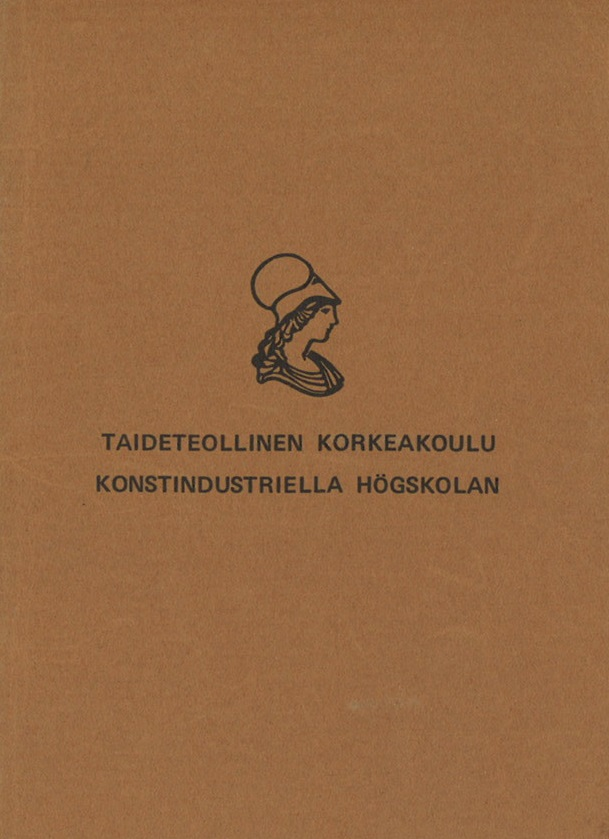 TAIDETEOLLINEN KORKEAKOULU
KONSTINDUSTRIELLA HÖGSKOLAN